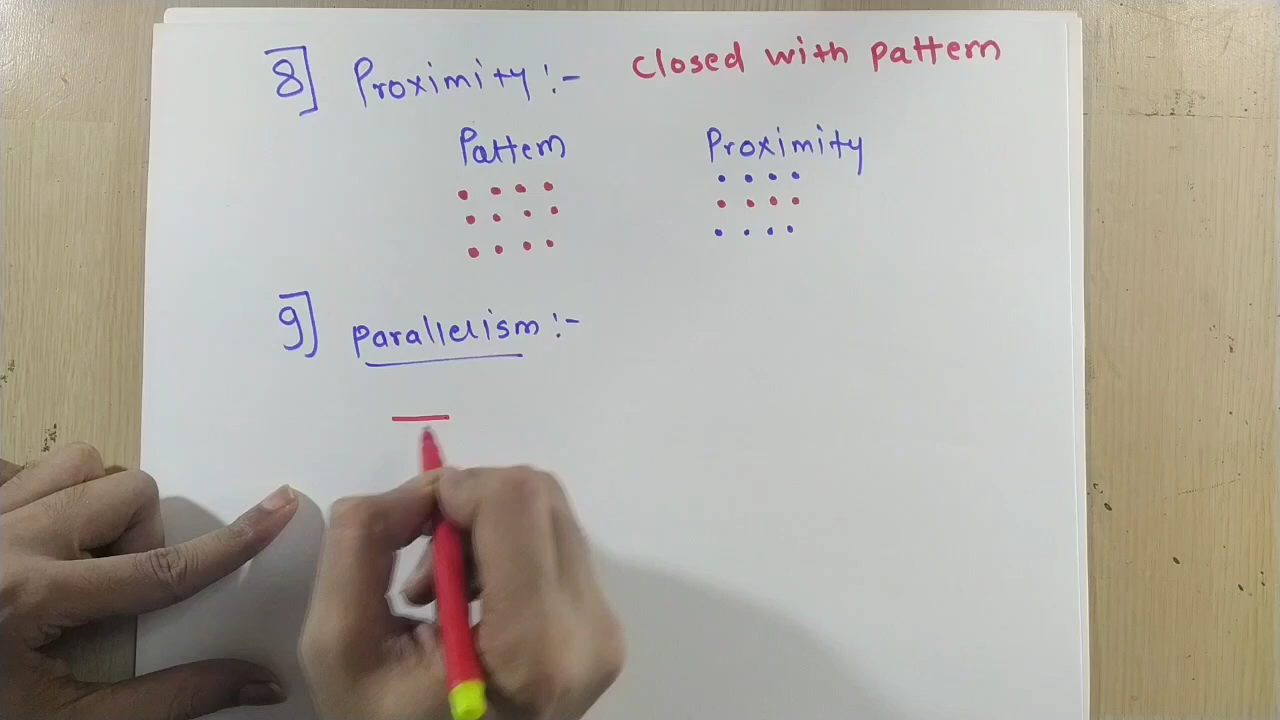 8] Proximity :- closed with pattern
Pattern Proximity
9] parallelism :-